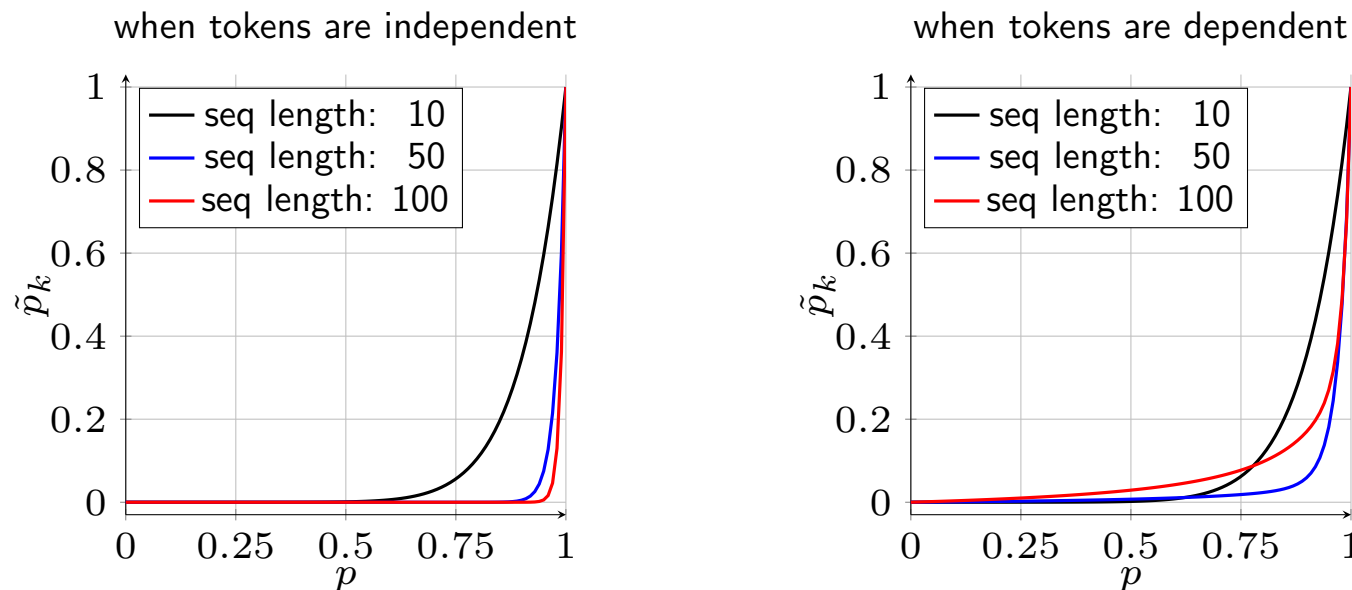 when tokens are independent
1
0.8
0.6
0.4
0.2
0
p̃k
seq length: 10
seq length: 50
seq length: 100
0 0.25 0.5 0.75 1
p
when tokens are dependent
1
0.8
0.6
0.4
0.2
0
p̃k
seq length: 10
seq length: 50
seq length: 100
0 0.25 0.5 0.75 1
p